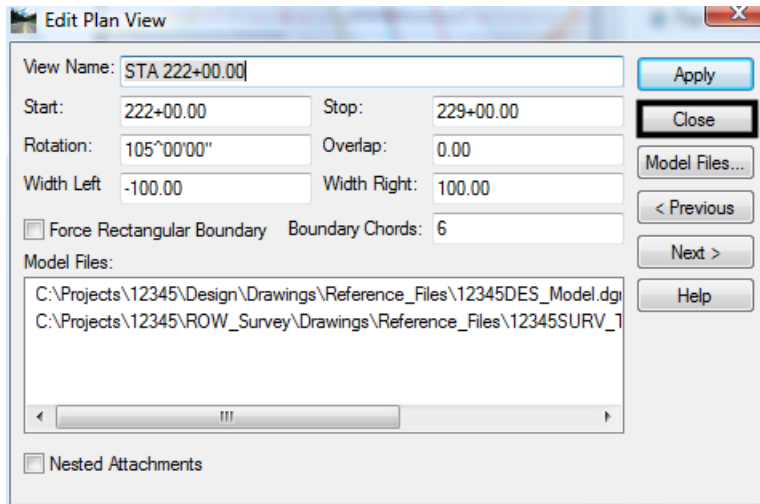 Edit Plan View
View Name: STA 222+00.00
Apply
Start: 222+00.00 Stop: 229+00.00
Close
Rotation: 105^00'00" Overlap: 0.00
Model Files...
Width Left -100.00 Width Right: 100.00
< Previous
Force Rectangular Boundary Boundary Chords: 6
Next >
Model Files:
C:\Projects\12345\Design\Drawings\Reference_Files\12345DES_Model.dgn
Help
C:\Projects\12345\ROW_Survey\Drawings\Reference_Files\12345SURV_T
Nested Attachments